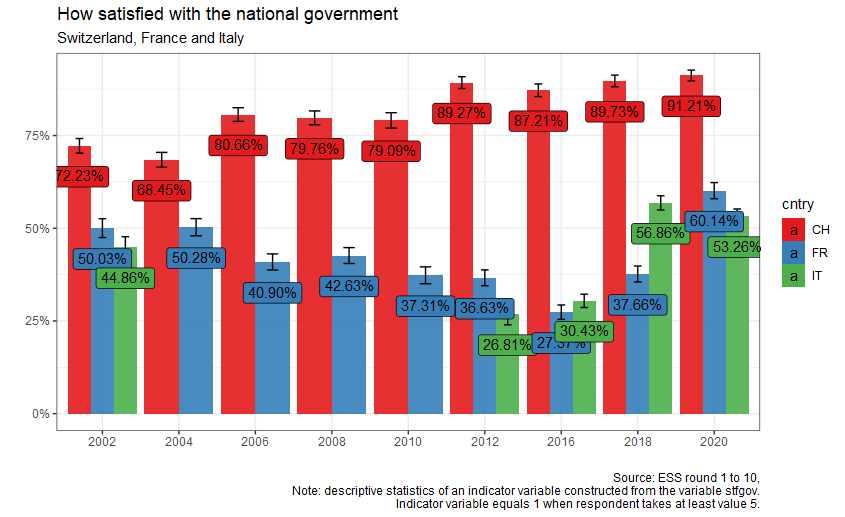 How satisfied with the national government
Switzerland, France and Italy
75%
50%
25%
0%
72.23%
50.03%
44.86%
68.45%
50.28%
80.66%
40.90%
79.76%
42.63%
79.09%
37.31%
89.27%
36.63%
26.81%
87.21%
27.37%
30.43%
89.73%
37.66%
56.86%
91.21%
60.14%
53.26%
2002 2004 2006 2008 2010 2012 2016 2018 2020
cntry
a CH
a FR
a IT
Source: ESS round 1 to 10,
Note: descriptive statistics of an indicator variable constructed from the variable stfgov.
Indicator variable equals 1 when respondent takes at least value 5.